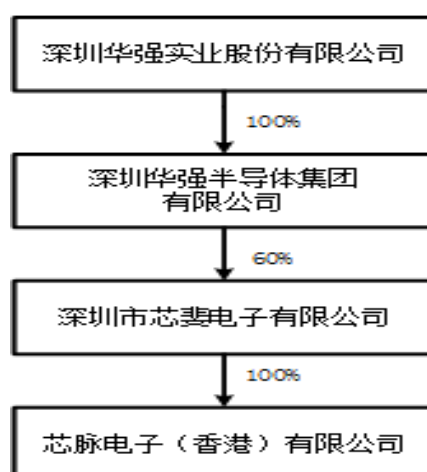 深圳华强实业股份有限公司
100%
深圳华强半导体集团
有限公司
60%
深圳市芯斐电子有限公司
100%
芯脉电子（香港）有限公司